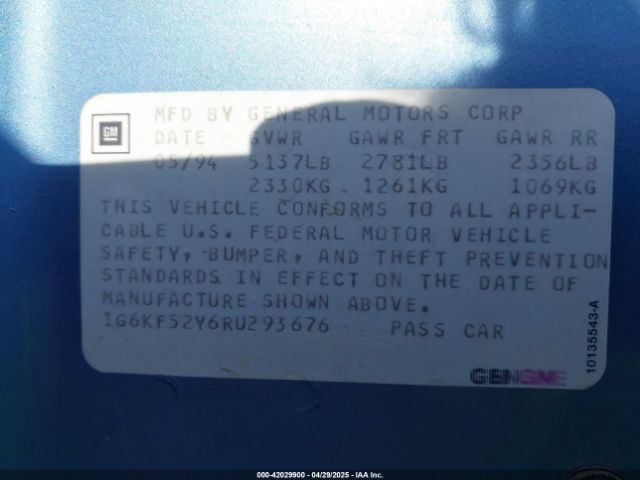 MFD BY GENERAL MOTORS CORP
GM
DATE GVWR GAWR FRT GAWR RR
05/94 5137LB 2781LB 2356LB
2330KG 1261KG 1069KG
THIS VEHICLE CONFORMS TO ALL APPLI-
CABLE U.S. FEDERAL MOTOR VEHICLE
SAFETY, BUMPER, AND THEFT PREVENTION
STANDARDS IN EFFECT ON THE DATE OF
MANUFACTURE SHOWN ABOVE.
1G6KF52Y6RU293676 PASS CAR
10135543-A
000-42029900 - 04/29/2025 - IAA Inc.